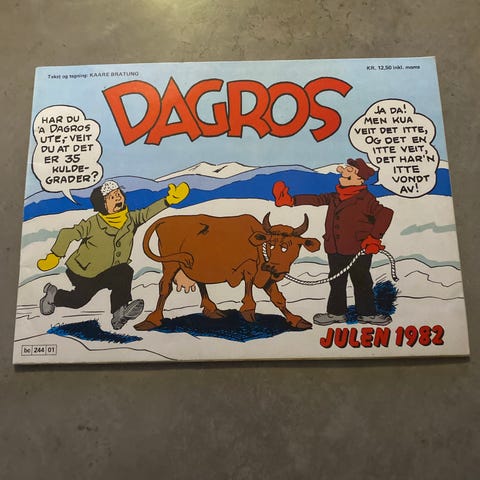 Tekst og tegning: KAARE BRATUNG
KR. 12,50 inkl. moms
DAGROS
HAR DU
'A DAGROS
UTE, VEIT
DU AT DET
ER 35
KULDE-
GRADER?
JA DA!
MEN KUA
VEIT DET ITTE,
OG DET EN
ITTE VEIT,
DET HAR'N
ITTE
VONDT
AV!
JULEN 1982
bc 244 01